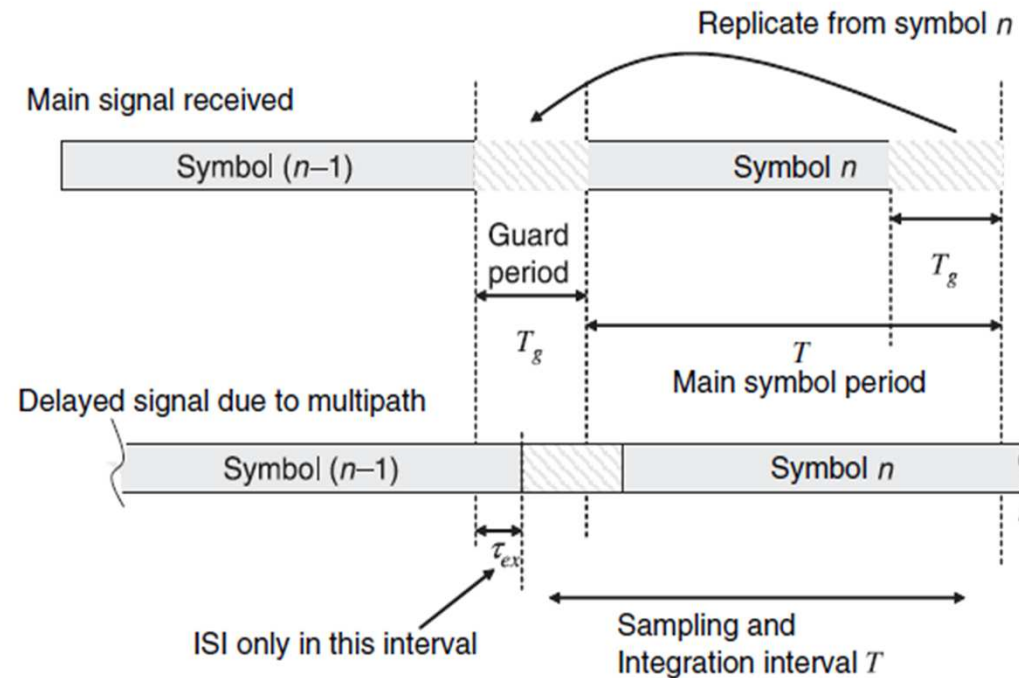 Replicate from symbol n
Main signal received
Symbol (n–1)
Symbol n
Guard
period
T_g
T_g
T
Main symbol period
Delayed signal due to multipath
Symbol (n–1)
Symbol n
τ_ex
ISI only in this interval
Sampling and
Integration interval T